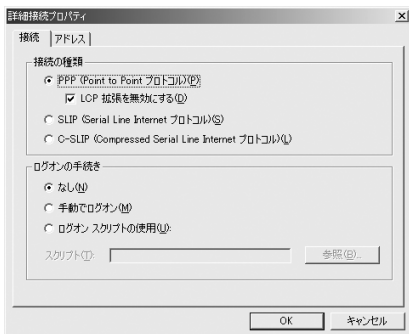 詳細接続プロパティ
接続 アドレス
接続の種類
PPP (Point to Point プロトコル)(P)
LCP 拡張を無効にする(D)
SLIP (Serial Line Internet プロトコル)(S)
C-SLIP (Compressed Serial Line Internet プロトコル)(L)
ログオンの手続き
なし(N)
手動でログオン(M)
ログオン スクリプトの使用(U):
スクリプト(T): 参照(B)...
OK キャンセル